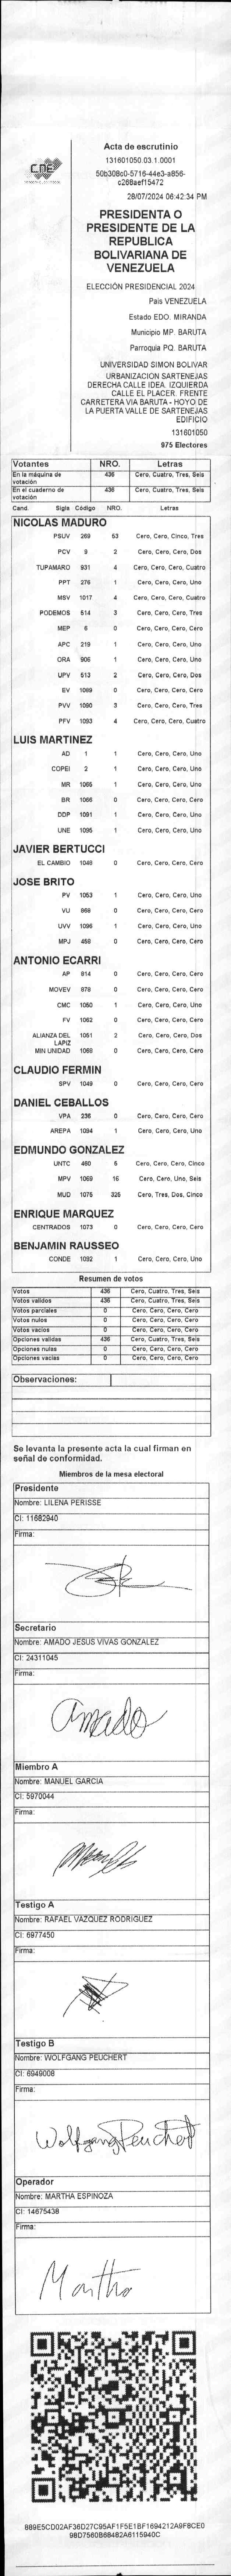 Acta de escrutinio
131601050.03.1.0001
50b308c0-5716-44e3-a856-
c268aef15472
28/07/2024 06:42:34 PM
PRESIDENTA O
PRESIDENTE DE LA
REPUBLICA
BOLIVARIANA DE
VENEZUELA
CNE
ELECCIÓN PRESIDENCIAL 2024
Pais VENEZUELA
Estado EDO. MIRANDA
Municipio MP. BARUTA
Parroquia PQ. BARUTA
UNIVERSIDAD SIMON BOLIVAR
URBANIZACION SARTENEJAS
DERECHA CALLE IDEA. IZQUIERDA
CALLE EL PLACER. FRENTE
CARRETERA VIA BARUTA - HOYO DE
LA PUERTA VALLE DE SARTENEJAS
EDIFICIO
131601050
975 Electores
Votantes NRO. Letras
En la máquina de votación 436 Cero, Cuatro, Tres, Seis
En el cuaderno de votación 436 Cero, Cuatro, Tres, Seis
Cand. Sigls Código NRO. Letras
NICOLAS MADURO
PSUV 269 53 Cero, Cero, Cinco, Tres
PCV 9 2 Cero, Cero, Cero, Dos
TUPAMARO 931 4 Cero, Cero, Cero, Cuatro
PPT 276 1 Cero, Cero, Cero, Uno
MSV 1017 4 Cero, Cero, Cero, Cuatro
PODEMOS 514 3 Cero, Cero, Cero, Tres
MEP 6 0 Cero, Cero, Cero, Cero
APC 219 1 Cero, Cero, Cero, Uno
ORA 906 1 Cero, Cero, Cero, Uno
UPV 513 2 Cero, Cero, Cero, Dos
EV 1089 0 Cero, Cero, Cero, Cero
PVV 1090 3 Cero, Cero, Cero, Tres
PFV 1093 4 Cero, Cero, Cero, Cuatro
LUIS MARTINEZ
AD 1 1 Cero, Cero, Cero, Uno
COPEI 2 1 Cero, Cero, Cero, Uno
MR 1065 1 Cero, Cero, Cero, Uno
BR 1066 0 Cero, Cero, Cero, Cero
DDP 1091 1 Cero, Cero, Cero, Uno
UNE 1095 1 Cero, Cero, Cero, Uno
JAVIER BERTUCCI
EL CAMBIO 1046 0 Cero, Cero, Cero, Cero
JOSE BRITO
PV 1053 1 Cero, Cero, Cero, Uno
VU 868 0 Cero, Cero, Cero, Cero
UVV 1096 1 Cero, Cero, Cero, Uno
MPJ 458 0 Cero, Cero, Cero, Cero
ANTONIO ECARRI
AP 814 0 Cero, Cero, Cero, Cero
MOVEV 879 0 Cero, Cero, Cero, Cero
CMC 1050 1 Cero, Cero, Cero, Uno
FV 1052 0 Cero, Cero, Cero, Cero
ALIANZA DEL LAPIZ 1051 2 Cero, Cero, Cero, Dos
MIN UNIDAD 1068 0 Cero, Cero, Cero, Cero
CLAUDIO FERMIN
SPV 1049 0 Cero, Cero, Cero, Cero
DANIEL CEBALLOS
VPA 236 0 Cero, Cero, Cero, Cero
AREPA 1094 1 Cero, Cero, Cero, Uno
EDMUNDO GONZALEZ
UNTC 460 5 Cero, Cero, Cero, Cinco
MPV 1069 16 Cero, Cero, Uno, Seis
MUD 1075 325 Cero, Tres, Dos, Cinco
ENRIQUE MARQUEZ
CENTRADOS 1073 0 Cero, Cero, Cero, Cero
BENJAMIN RAUSSEO
CONDE 1092 1 Cero, Cero, Cero, Uno
Resumen de votos
Votos 436 Cero, Cuatro, Tres, Seis
Votos validos 436 Cero, Cuatro, Tres, Seis
Votos parciales 0 Cero, Cero, Cero, Cero
Votos nulos 0 Cero, Cero, Cero, Cero
Votos vacios 0 Cero, Cero, Cero, Cero
Opciones validas 436 Cero, Cuatro, Tres, Seis
Opciones nulas 0 Cero, Cero, Cero, Cero
Opciones vacias 0 Cero, Cero, Cero, Cero
Observaciones:
Se levanta la presente acta la cual firman en
señal de conformidad.
Miembros de la mesa electoral
Presidente
Nombre: LILENA PERISSE
CI: 11682940
Firma:
Secretario
Nombre: AMADO JESUS VIVAS GONZALEZ
CI: 24311045
Firma:
Amado
Miembro A
Nombre: MANUEL GARCIA
CI: 5970044
Firma:
Testigo A
Nombre: RAFAEL VAZQUEZ RODRIGUEZ
CI: 6977450
Firma:
Testigo B
Nombre: WOLFGANG PEUCHERT
CI: 6949008
Firma:
Wolfgang Peuchert
Operador
Nombre: MARTHA ESPINOZA
CI: 14675438
Firma:
Martha
889E5CD02AF36D27C95AF1F5E1BF1694212A9F8CE0
98D7560B68482A6115940C